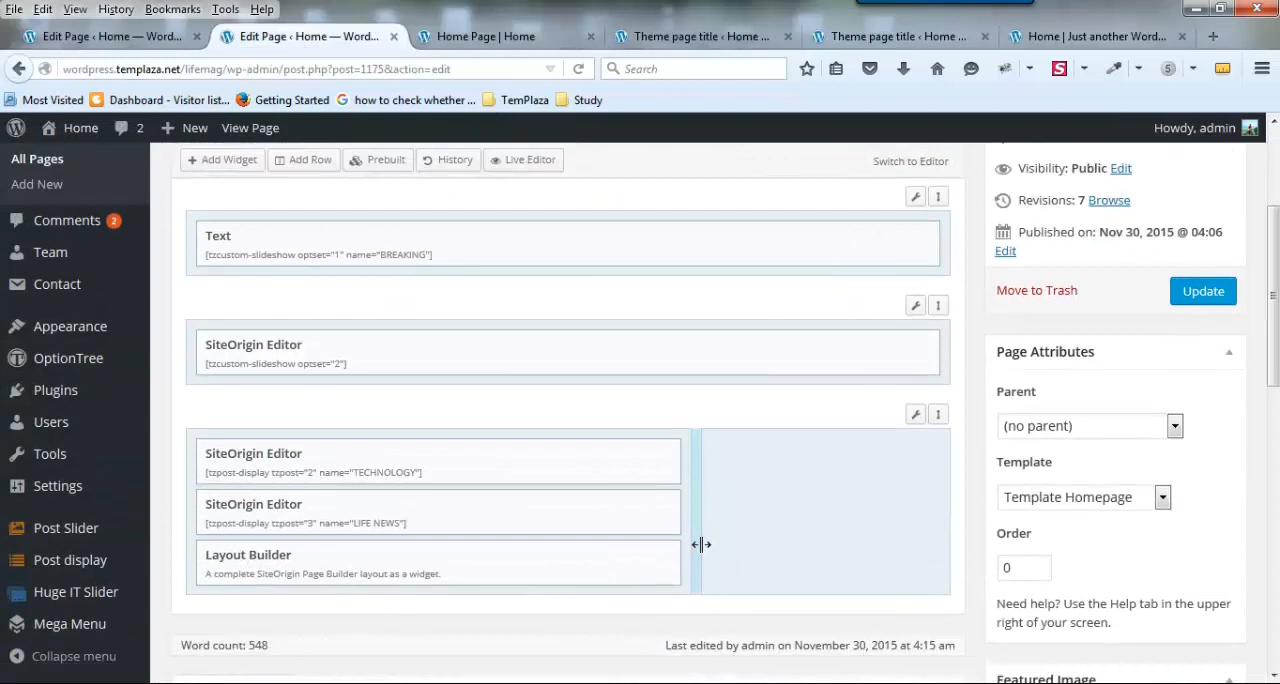 File Edit View History Bookmarks Tools Help
Edit Page ‹ Home — Word... × Edit Page ‹ Home — Word... × Home Page | Home × Theme page title ‹ Home ... × Theme page title ‹ Home ... × Home | Just another Word... ×
wordpress.templaza.net/lifemag/wp-admin/post.php?post=1175&action=edit Search S 5
Most Visited Dashboard - Visitor list... Getting Started how to check whether ... TemPlaza Study
Home 2 New View Page Howdy, admin
All Pages
Add New
Comments 2
Team
Contact
Appearance
OptionTree
Plugins
Users
Tools
Settings
Post Slider
Post display
Huge IT Slider
Mega Menu
Collapse menu
Add Widget Add Row Prebuilt History Live Editor Switch to Editor
Text
[tzcustom-slideshow optset="1" name="BREAKING"]
SiteOrigin Editor
[tzcustom-slideshow optset="2"]
SiteOrigin Editor
[tzpost-display tzpost="2" name="TECHNOLOGY"]
SiteOrigin Editor
[tzpost-display tzpost="3" name="LIFE NEWS"]
Layout Builder
A complete SiteOrigin Page Builder layout as a widget.
Word count: 548 Last edited by admin on November 30, 2015 at 4:15 am
Visibility: Public Edit
Revisions: 7 Browse
Published on: Nov 30, 2015 @ 04:06
Edit
Move to Trash Update
Page Attributes
Parent
(no parent)
Template
Template Homepage
Order
0
Need help? Use the Help tab in the upper
right of your screen.
Featured Image